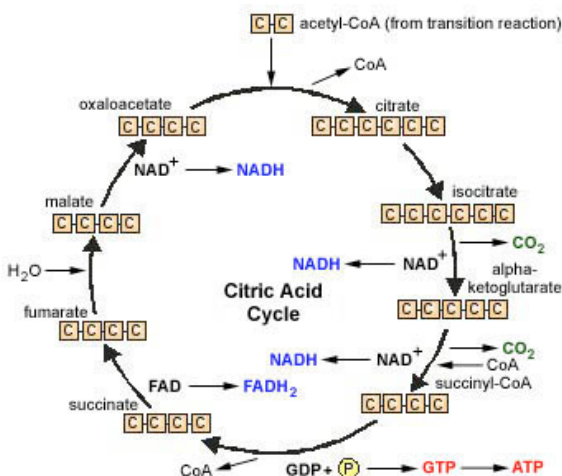 C C acetyl-CoA (from transition reaction)
CoA
oxaloacetate
C C C C
citrate
C C C C C C
NAD+ NADH
isocitrate
C C C C C C
malate
C C C C
CO2
NADH NAD+
H2O
alpha-
ketoglutarate
C C C C C
Citric Acid
Cycle
fumarate
C C C C
CO2
NADH NAD+
CoA
succinyl-CoA
C C C C
FAD FADH2
succinate
C C C C
CoA
GDP + P GTP ATP